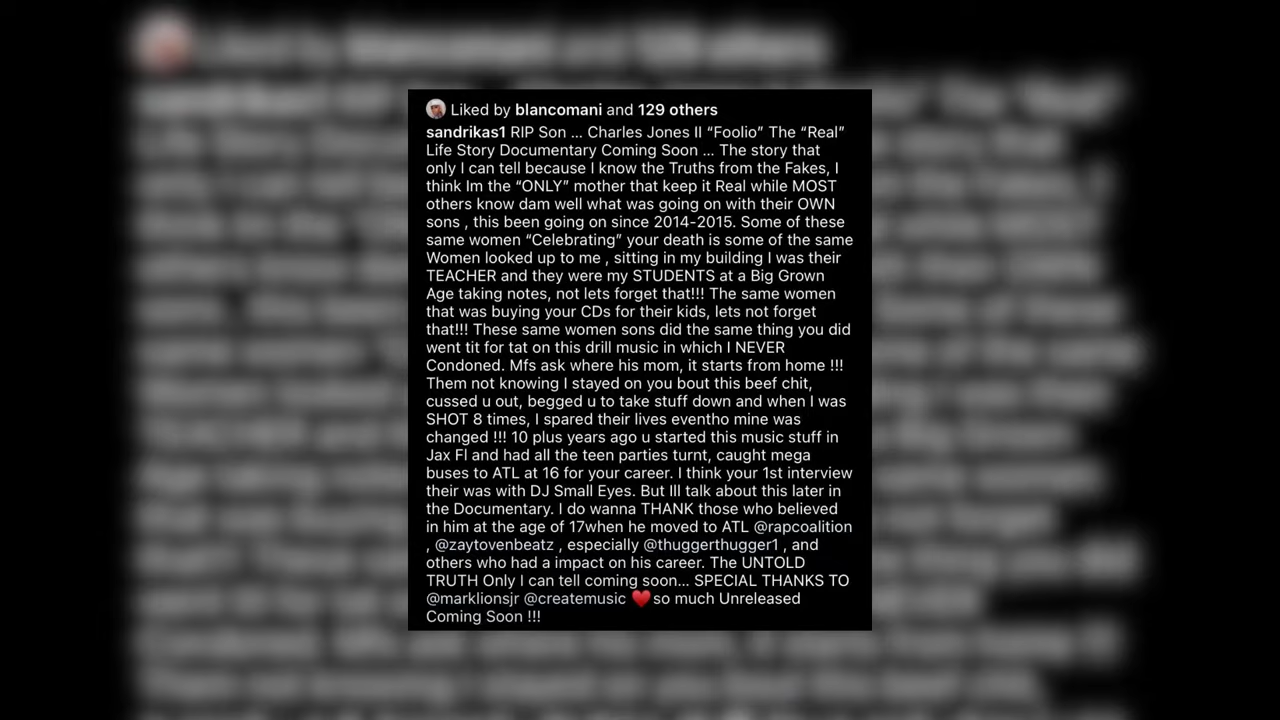 Liked by blancomani and 129 others
sandrikas1 RIP Son ... Charles Jones II “Foolio” The “Real”
Life Story Documentary Coming Soon ... The story that
only I can tell because I know the Truths from the Fakes, I
think Im the “ONLY” mother that keep it Real while MOST
others know dam well what was going on with their OWN
sons , this been going on since 2014-2015. Some of these
same women “Celebrating” your death is some of the same
Women looked up to me , sitting in my building I was their
TEACHER and they were my STUDENTS at a Big Grown
Age taking notes, not lets forget that!!! The same women
that was buying your CDs for their kids, lets not forget
that!!! These same women sons did the same thing you did
went tit for tat on this drill music in which I NEVER
Condoned. Mfs ask where his mom, it starts from home !!!
Them not knowing I stayed on you bout this beef chit,
cussed u out, begged u to take stuff down and when I was
SHOT 8 times, I spared their lives eventho mine was
changed !!! 10 plus years ago u started this music stuff in
Jax Fl and had all the teen parties turnt, caught mega
buses to ATL at 16 for your career. I think your 1st interview
their was with DJ Small Eyes. But Ill talk about this later in
the Documentary. I do wanna THANK those who believed
in him at the age of 17when he moved to ATL @rapcoalition
, @zaytovenbeatz , especially @thuggerthugger1 , and
others who had a impact on his career. The UNTOLD
TRUTH Only I can tell coming soon... SPECIAL THANKS TO
@marklionsjr @createmusic ❤️so much Unreleased
Coming Soon !!!